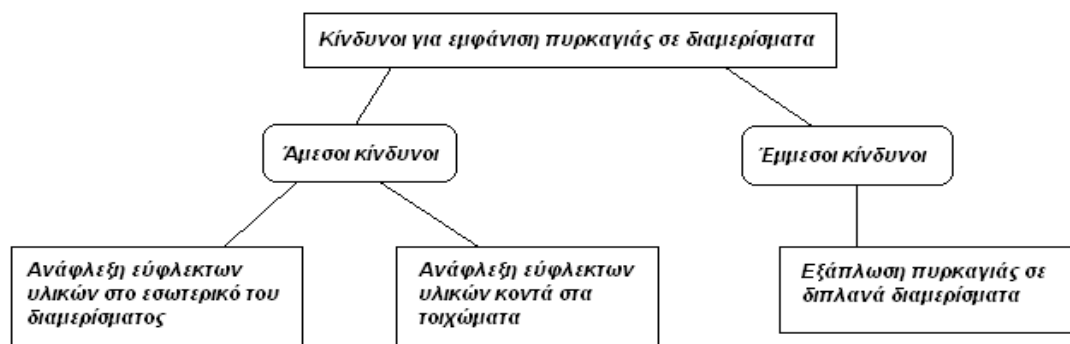 Κίνδυνοι για εμφάνιση πυρκαγιάς σε διαμερίσματα
Άμεσοι κίνδυνοι
Έμμεσοι κίνδυνοι
Ανάφλεξη εύφλεκτων
υλικών στο εσωτερικό του
διαμερίσματος
Ανάφλεξη εύφλεκτων
υλικών κοντά στα
τοιχώματα
Εξάπλωση πυρκαγιάς σε
διπλανά διαμερίσματα